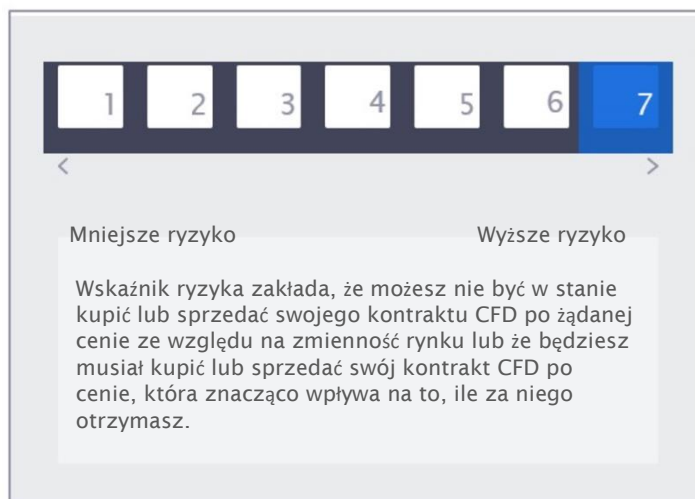 1 2 3 4 5 6 7
< >
Mniejsze ryzyko Wyższe ryzyko
Wskaźnik ryzyka zakłada, że możesz nie być w stanie
kupić lub sprzedać swojego kontraktu CFD po żądanej
cenie ze względu na zmienność rynku lub że będziesz
musiał kupić lub sprzedać swój kontrakt CFD po
cenie, która znacząco wpływa na to, ile za niego
otrzymasz.